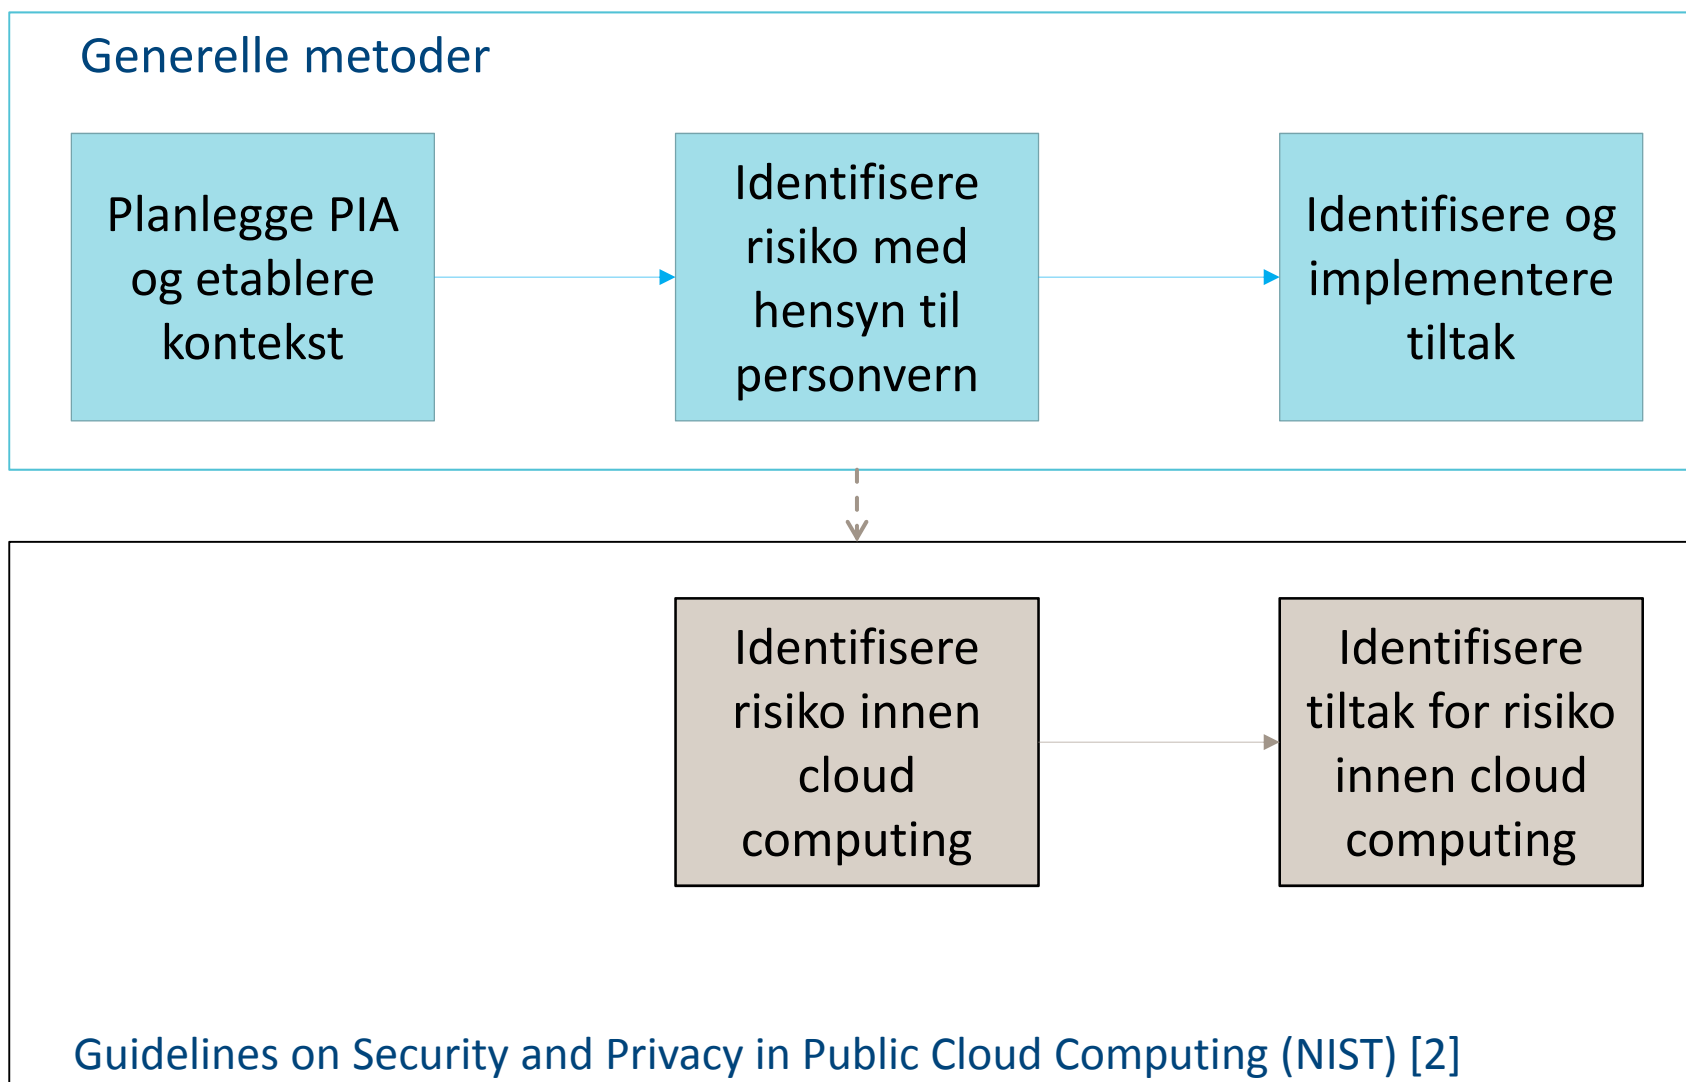 Generelle metoder
Planlegge PIA
og etablere
kontekst
Identifisere
risiko med
hensyn til
personvern
Identifisere og
implementere
tiltak
Identifisere
risiko innen
cloud
computing
Identifisere
tiltak for risiko
innen cloud
computing
Guidelines on Security and Privacy in Public Cloud Computing (NIST) [2]